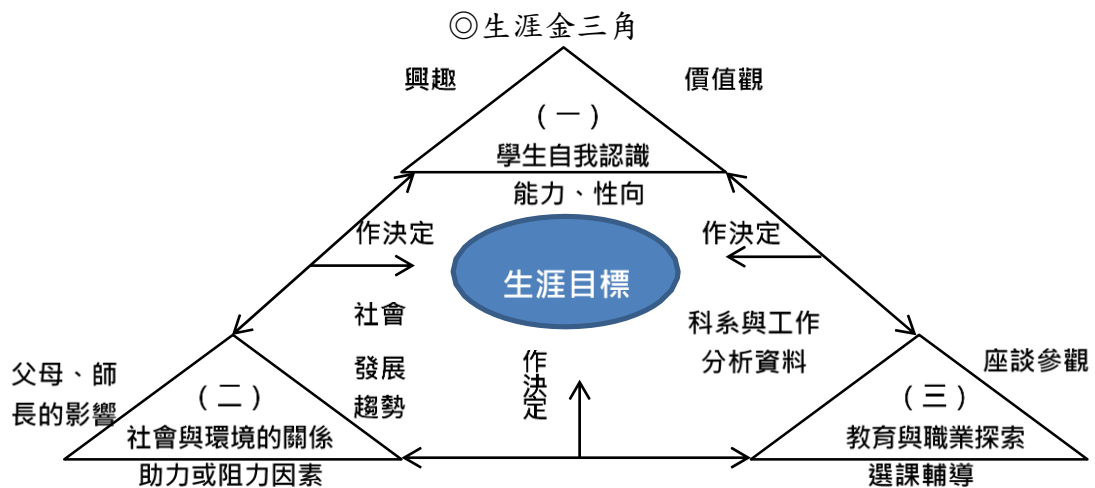 ◎生涯金三角
興趣
價值觀
(一)
學生自我認識
能力、性向
作決定
作決定
生涯目標
社會
發展
趨勢
科系與工作
分析資料
作決定
父母、師
長的影響
(二)
社會與環境的關係
助力或阻力因素
座談參觀
(三)
教育與職業探索
選課輔導